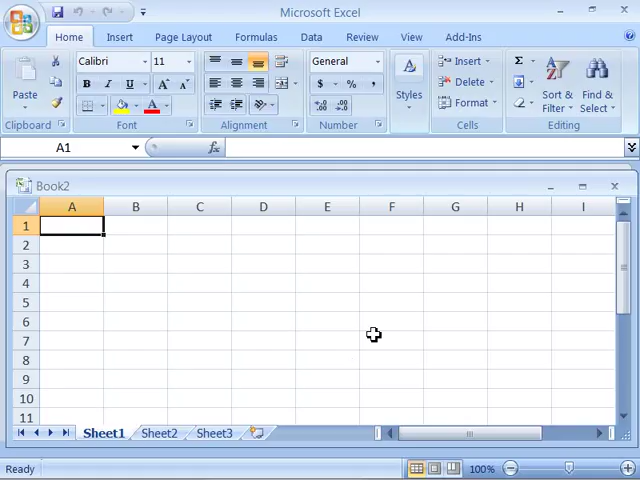 Microsoft Excel
Home Insert Page Layout Formulas Data Review View Add-Ins
Calibri 11 General Σ Insert
B I U $ % , Delete
Paste A Styles Format Sort & Filter Find & Select
Clipboard Font Alignment Number Cells Editing
A1 fx
Book2
A B C D E F G H I
1
2
3
4
5
6
7
8
9
10
11
Sheet1 Sheet2 Sheet3
Ready 100%